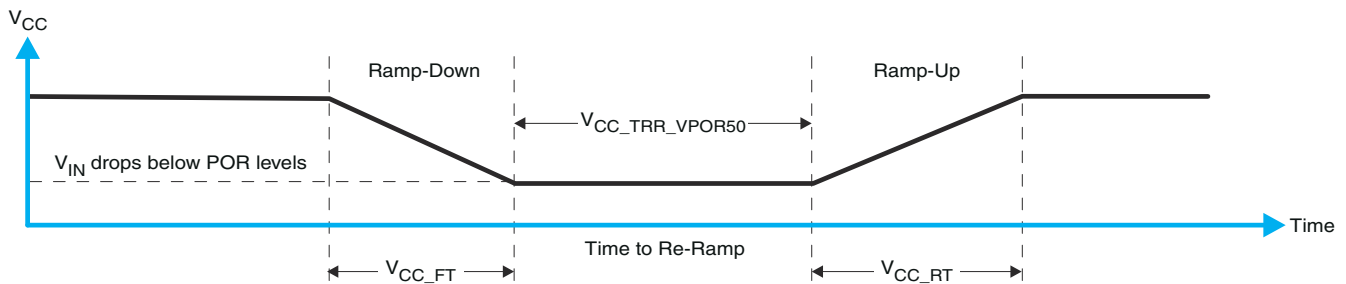 VCC
Ramp-Down
Ramp-Up
VCC_TRR_VPOR50
VIN drops below POR levels
Time
Time to Re-Ramp
VCC_FT
VCC_RT